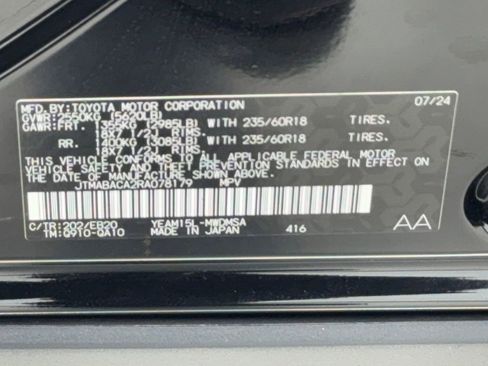 MFD.BY:TOYOTA MOTOR CORPORATION 07/24
GVWR:2550KG (5620LB)
GAWR:FRT. 1355KG (2985LB) WITH 235/60R18 TIRES.
18X7 1/2J RIMS.
RR. 1400KG (3085LB) WITH 235/60R18 TIRES.
18X7 1/2J RIMS.
THIS VEHICLE CONFORMS TO ALL APPLICABLE FEDERAL MOTOR
VEHICLE SAFETY AND THEFT PREVENTION STANDARDS IN EFFECT
ON THE DATE OF MANUFACTURE SHOWN ABOVE.
JTMABACA2RA078179 MPV
C/TR:202/EB20 YEAM15L-MWDMSA
TM:Q910-QA10 MADE IN JAPAN 416 AA